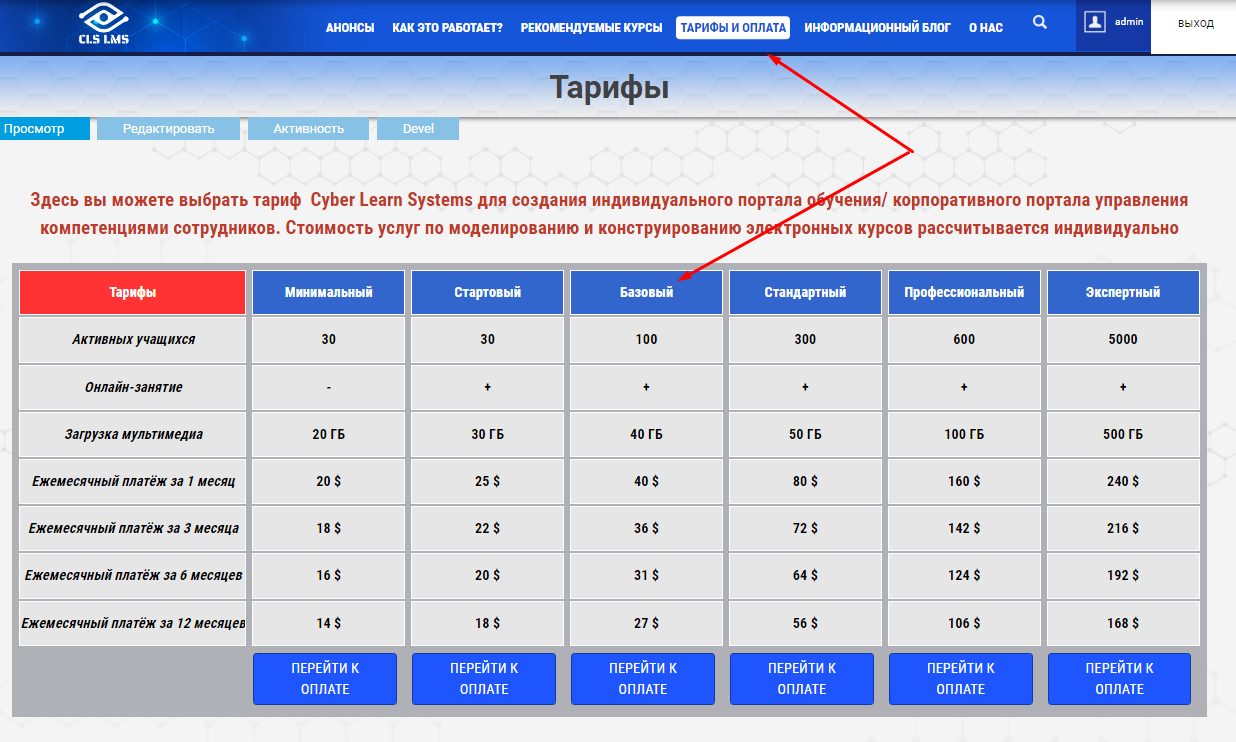 CLS LMS
АНОНСЫ КАК ЭТО РАБОТАЕТ? РЕКОМЕНДУЕМЫЕ КУРСЫ ТАРИФЫ И ОПЛАТА ИНФОРМАЦИОННЫЙ БЛОГ О НАС admin ВЫХОД
Тарифы
Просмотр Редактировать Активность Devel
Здесь вы можете выбрать тариф Cyber Learn Systems для создания индивидуального портала обучения/ корпоративного портала управления
компетенциями сотрудников. Стоимость услуг по моделированию и конструированию электронных курсов рассчитывается индивидуально
Тарифы Минимальный Стартовый Базовый Стандартный Профессиональный Экспертный
Активных учащихся 30 30 100 300 600 5000
Онлайн-занятие - + + + + +
Загрузка мультимедиа 20 ГБ 30 ГБ 40 ГБ 50 ГБ 100 ГБ 500 ГБ
Ежемесячный платёж за 1 месяц 20 $ 25 $ 40 $ 80 $ 160 $ 240 $
Ежемесячный платёж за 3 месяца 18 $ 22 $ 36 $ 72 $ 142 $ 216 $
Ежемесячный платёж за 6 месяцев 16 $ 20 $ 31 $ 64 $ 124 $ 192 $
Ежемесячный платёж за 12 месяцев 14 $ 18 $ 27 $ 56 $ 106 $ 168 $
ПЕРЕЙТИ К ПЕРЕЙТИ К ПЕРЕЙТИ К ПЕРЕЙТИ К ПЕРЕЙТИ К ПЕРЕЙТИ К
ОПЛАТЕ ОПЛАТЕ ОПЛАТЕ ОПЛАТЕ ОПЛАТЕ ОПЛАТЕ